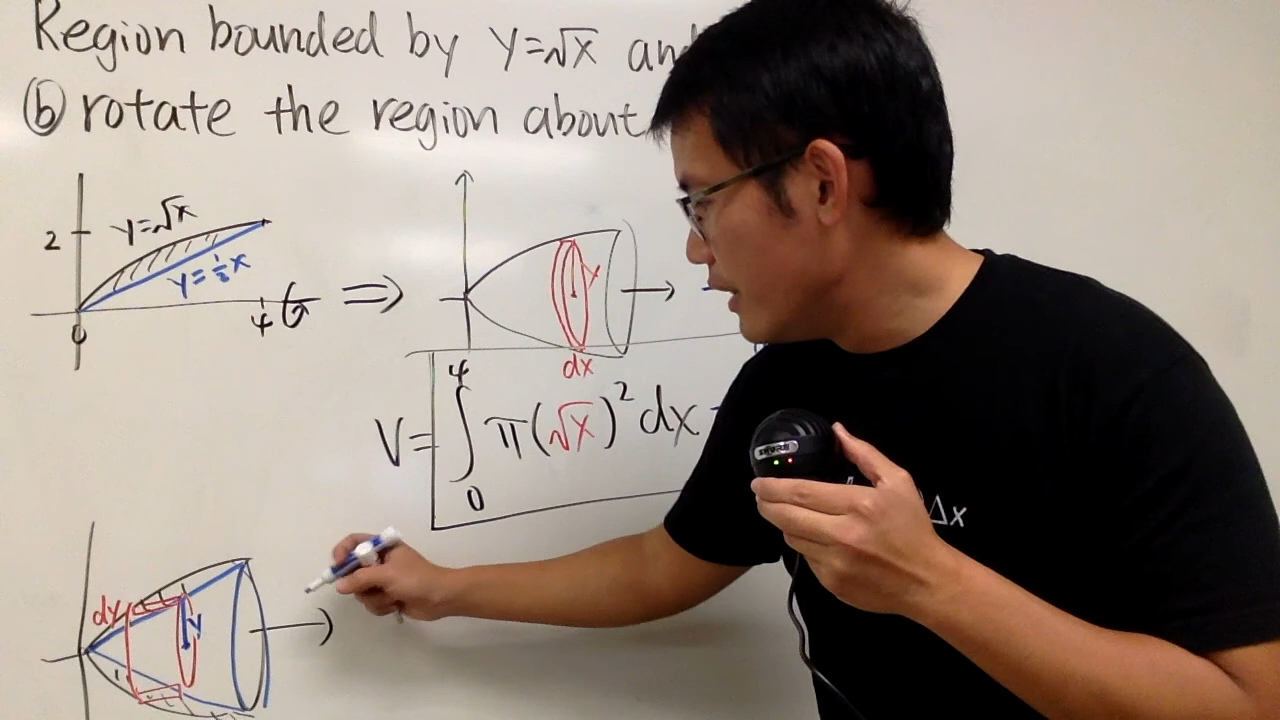 Region bounded by y=√x and
ⓑ rotate the region about
2
y=√x
y=½x
0
4
y
dx
V= ∫₀⁴ π(√x)² dx -
dy
y
SHURE
Δx